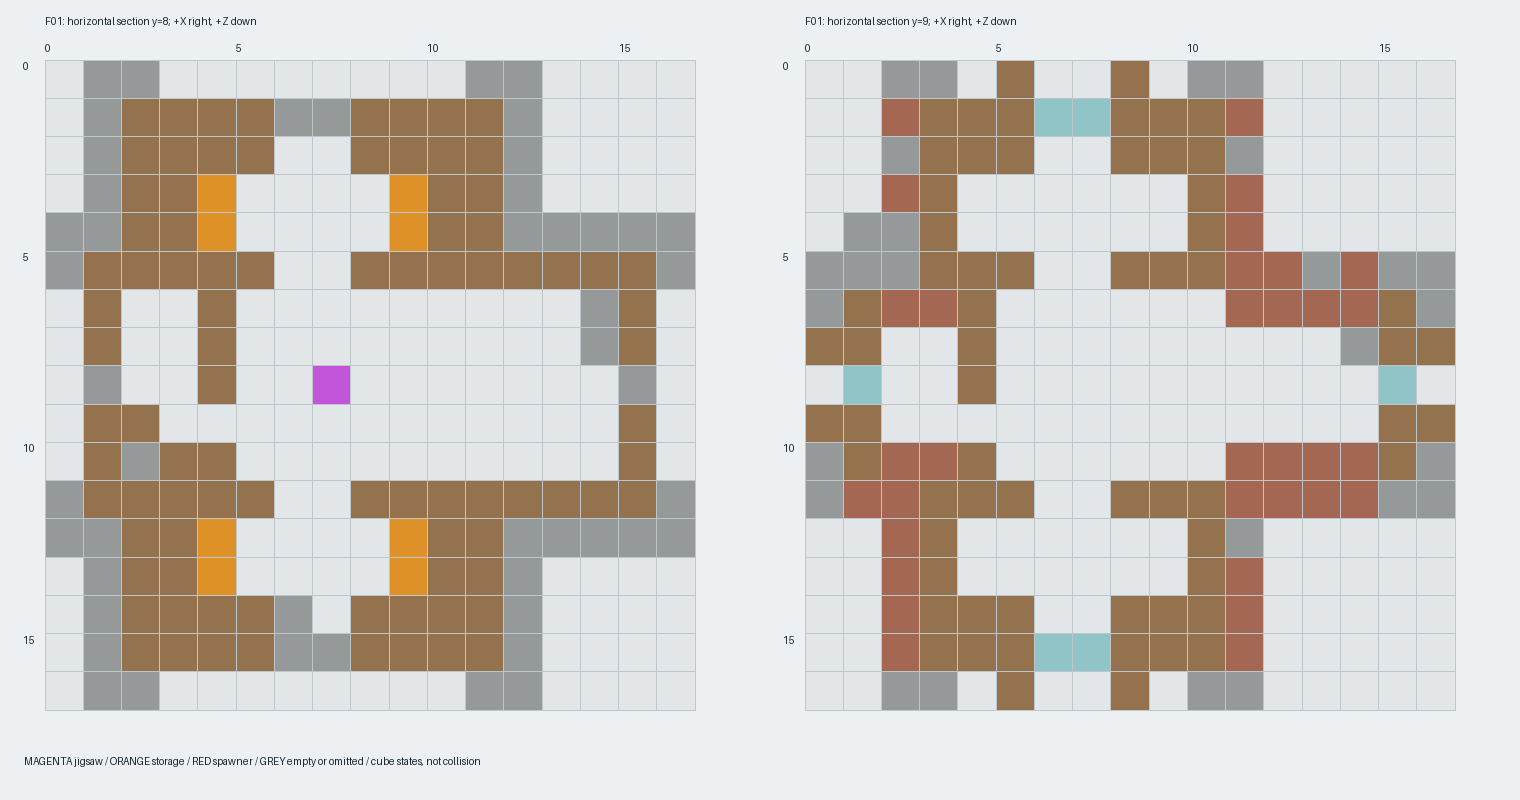 F01: horizontal section y=8; +X right, +Z down
F01: horizontal section y=9; +X right, +Z down
0 5 10 15
0 5 10 15
0
0
5
5
10
10
15
15
MAGENTA jigsaw / ORANGE storage / RED spawner / GREY empty or omitted / cube states, not collision